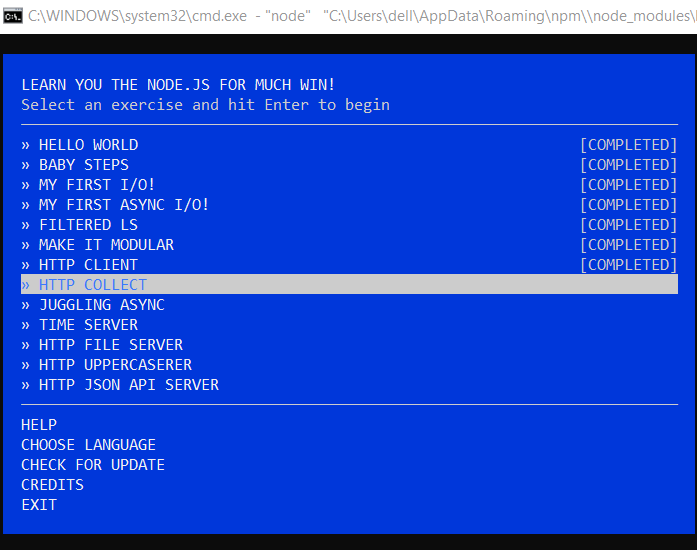 C:\WINDOWS\system32\cmd.exe - "node" "C:\Users\dell\AppData\Roaming\npm\\node_modules\
LEARN YOU THE NODE.JS FOR MUCH WIN!
Select an exercise and hit Enter to begin
» HELLO WORLD [COMPLETED]
» BABY STEPS [COMPLETED]
» MY FIRST I/O! [COMPLETED]
» MY FIRST ASYNC I/O! [COMPLETED]
» FILTERED LS [COMPLETED]
» MAKE IT MODULAR [COMPLETED]
» HTTP CLIENT [COMPLETED]
» HTTP COLLECT
» JUGGLING ASYNC
» TIME SERVER
» HTTP FILE SERVER
» HTTP UPPERCASERER
» HTTP JSON API SERVER
HELP
CHOOSE LANGUAGE
CHECK FOR UPDATE
CREDITS
EXIT